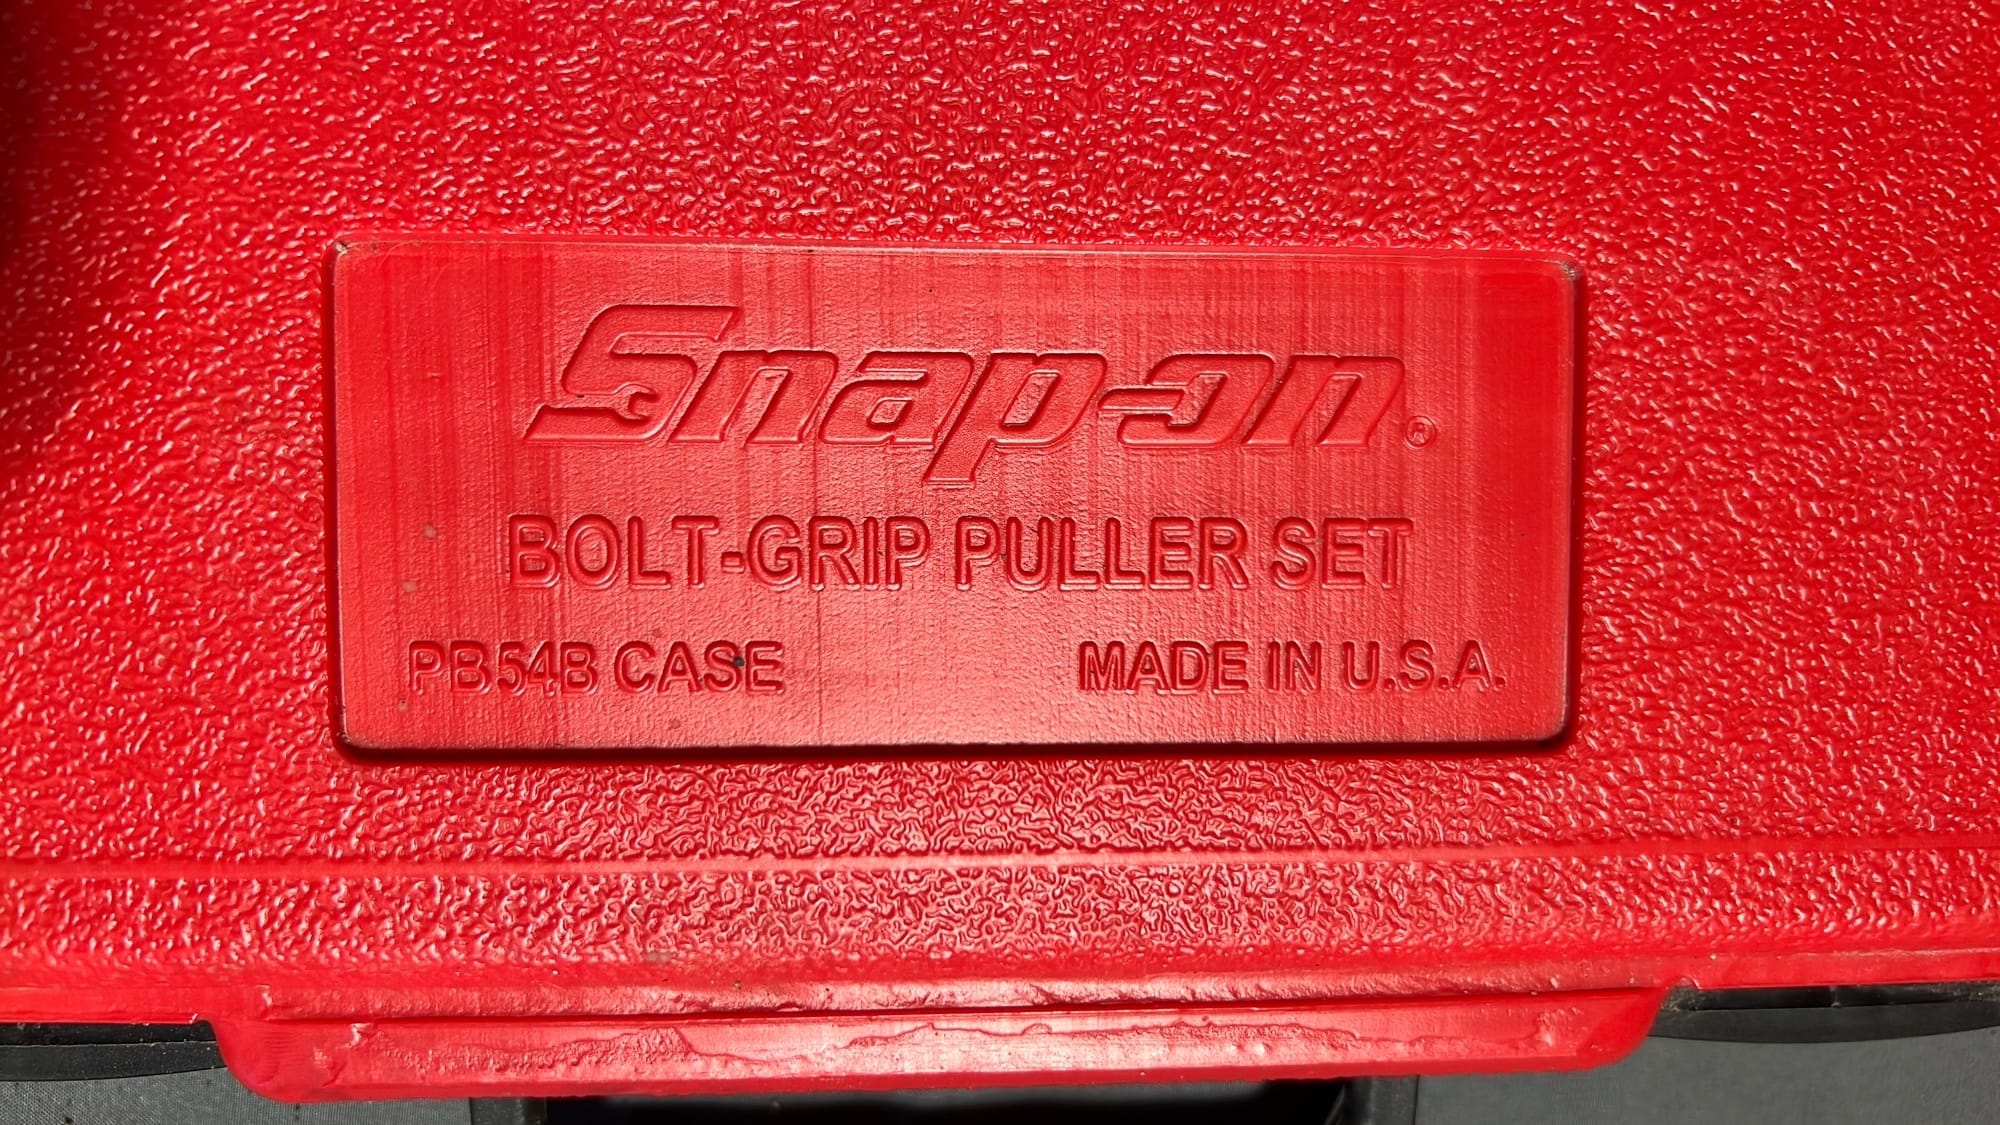 Snap-on®
BOLT-GRIP PULLER SET
PB54B CASE MADE IN U.S.A.